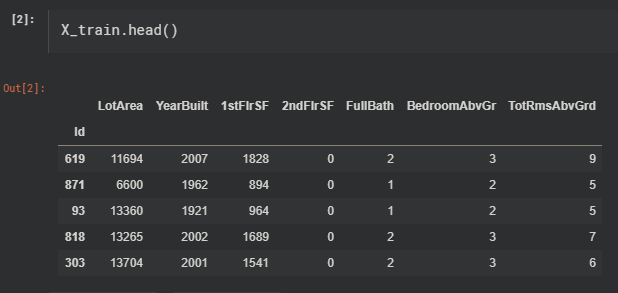 [2]:
X_train.head()
Out[2]:
LotArea YearBuilt 1stFlrSF 2ndFlrSF FullBath BedroomAbvGr TotRmsAbvGrd
Id
619 11694 2007 1828 0 2 3 9
871 6600 1962 894 0 1 2 5
93 13360 1921 964 0 1 2 5
818 13265 2002 1689 0 2 3 7
303 13704 2001 1541 0 2 3 6